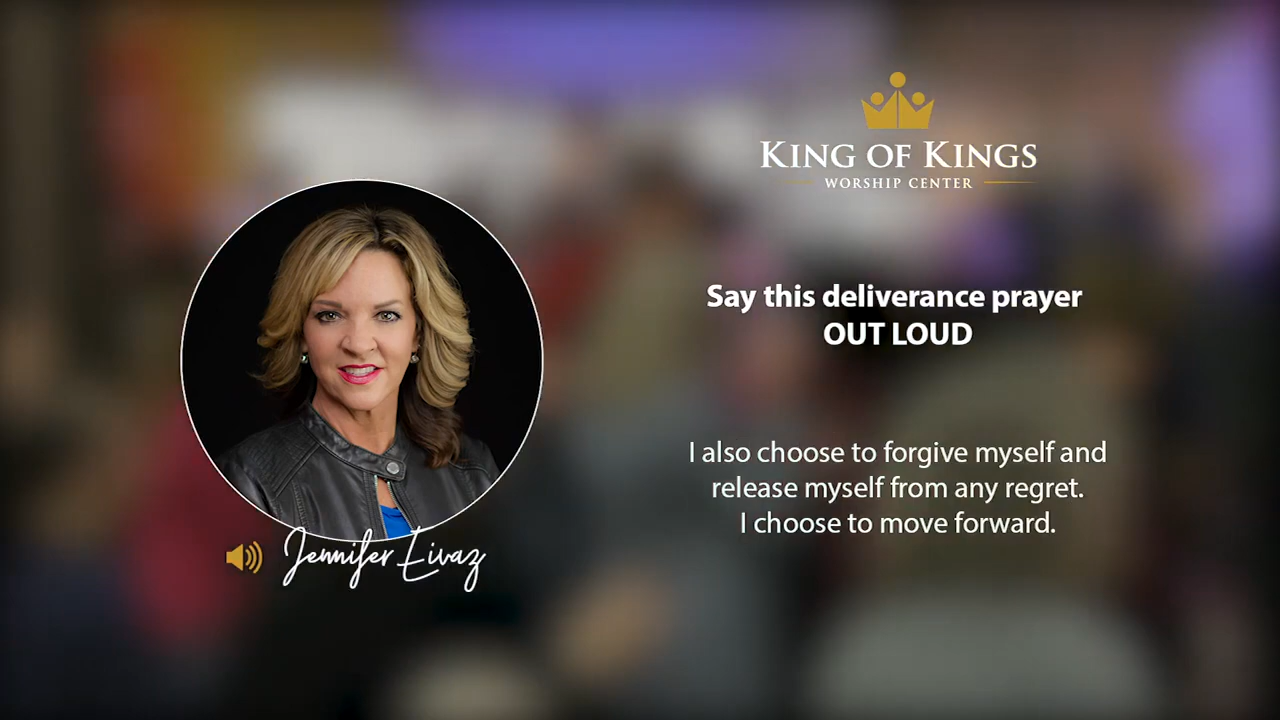 KING OF KINGS
WORSHIP CENTER
Say this deliverance prayer
OUT LOUD
I also choose to forgive myself and
release myself from any regret.
I choose to move forward.
Jennifer Eivaz